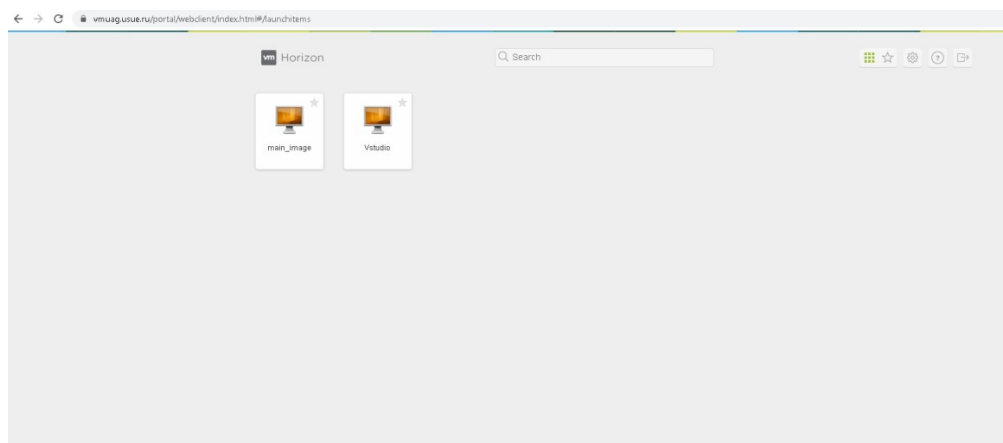 vmuag.usue.ru/portal/webclient/index.html#/launchitems
vm Horizon
Search
?
main_image
Vstudio